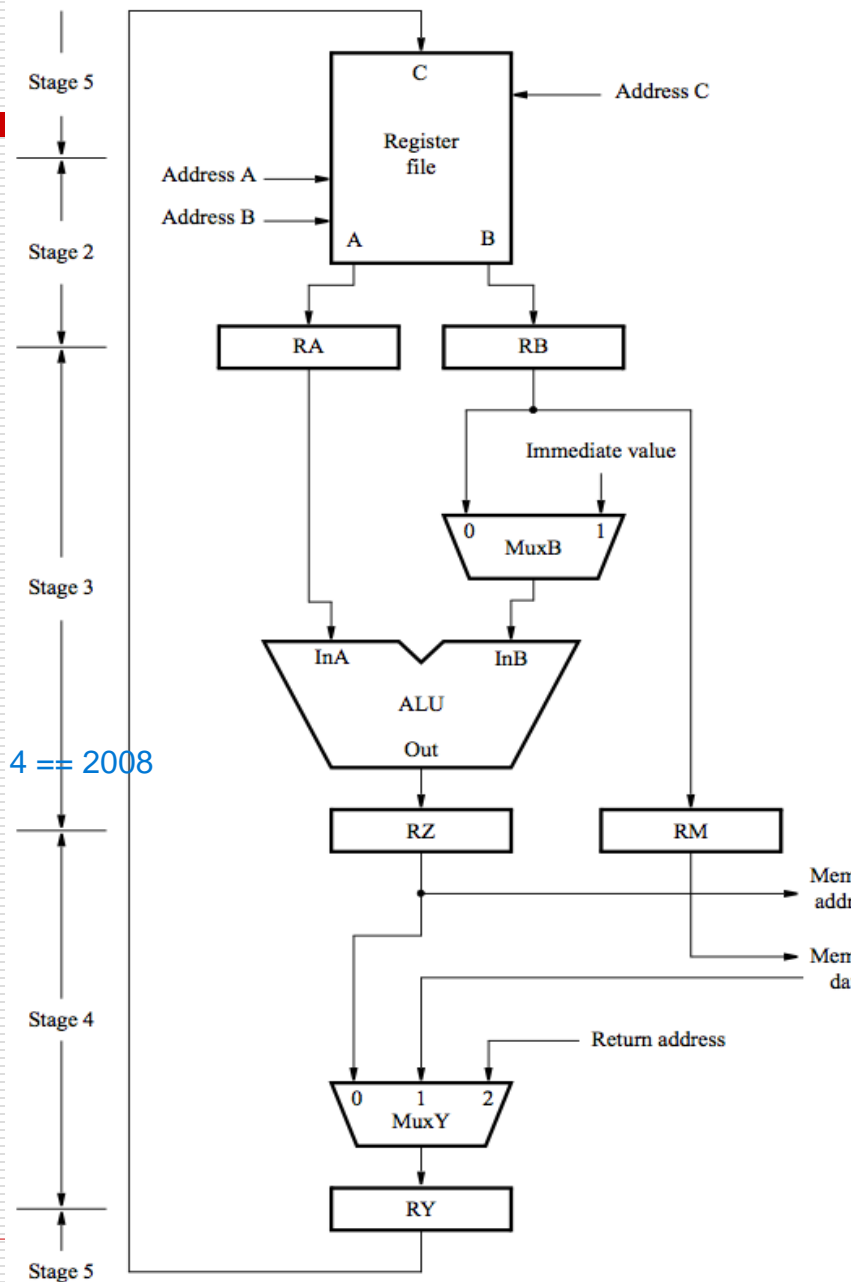 Stage 5
C
Address C
Register
file
Address A
Address B
A B
Stage 2
RA RB
Immediate value
0 1
MuxB
Stage 3
InA InB
ALU
Out
4 == 2008
RZ RM
Stage 4
Return address
0 1 2
MuxY
RY
Stage 5